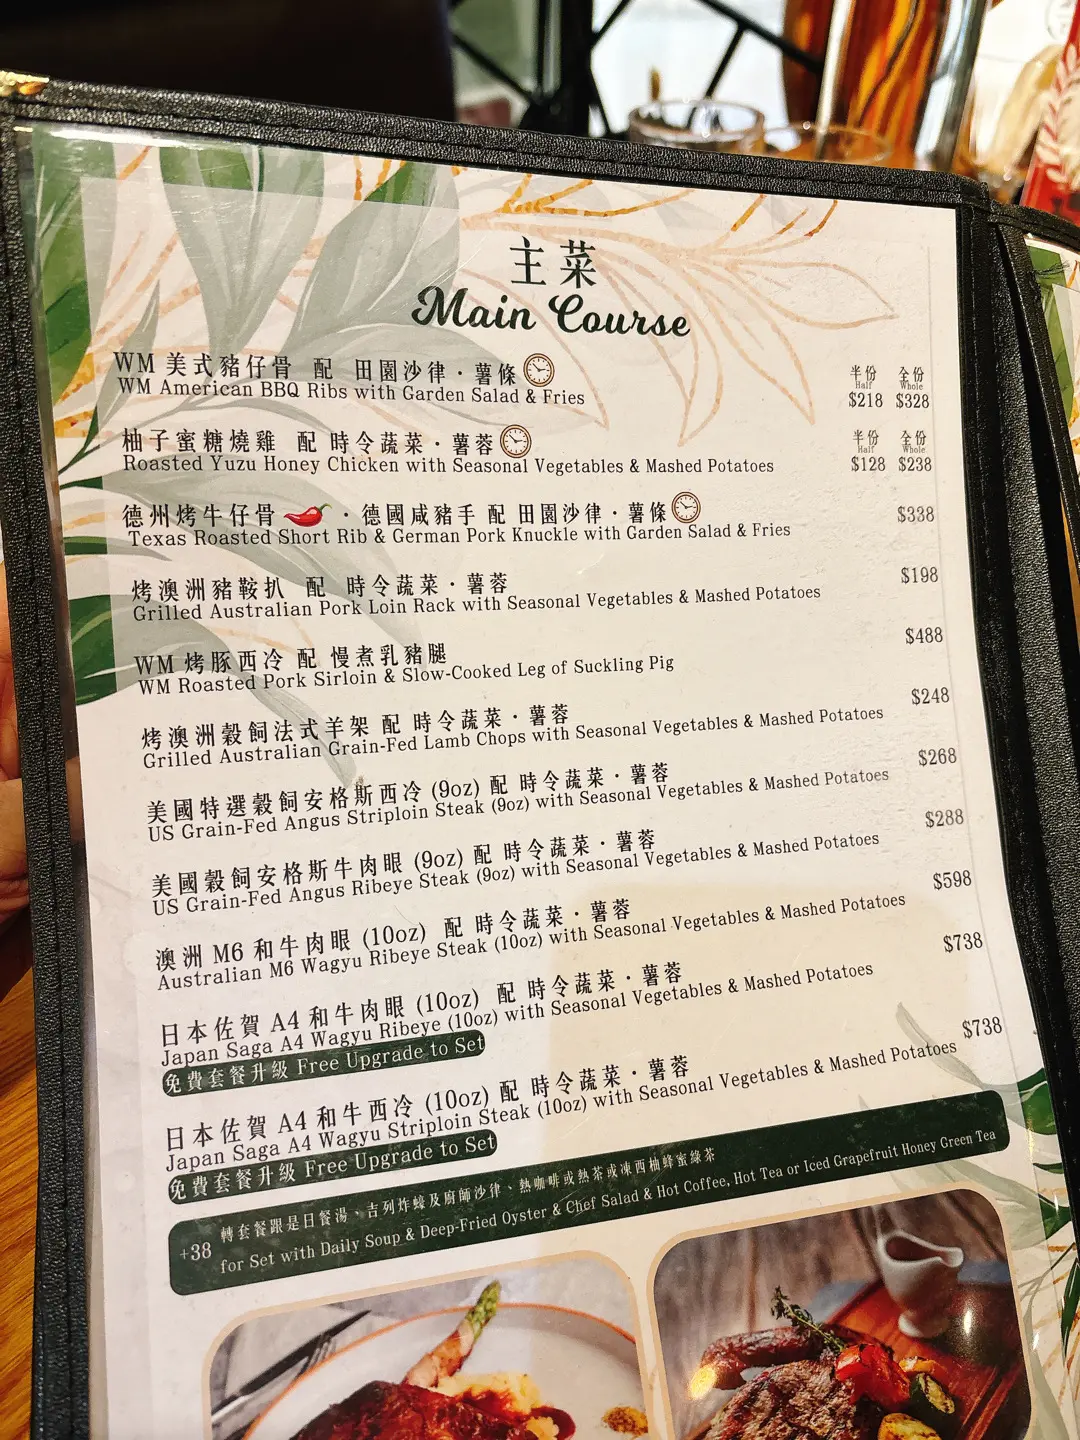 主菜
Main Course
WM 美式豬仔骨 配 田園沙律・薯條
WM American BBQ Ribs with Garden Salad & Fries
半份 全份
Half Whole
$218 $328
柚子蜜糖燒雞 配 時令蔬菜・薯蓉
Roasted Yuzu Honey Chicken with Seasonal Vegetables & Mashed Potatoes
半份 全份
Half Whole
$128 $238
德州烤牛仔骨 ・德國咸豬手 配 田園沙律・薯條
Texas Roasted Short Rib & German Pork Knuckle with Garden Salad & Fries
$338
烤澳洲豬鞍扒 配 時令蔬菜・薯蓉
Grilled Australian Pork Loin Rack with Seasonal Vegetables & Mashed Potatoes
$198
WM 烤豚西冷 配 慢煮乳豬腿
WM Roasted Pork Sirloin & Slow-Cooked Leg of Suckling Pig
$488
烤澳洲穀飼法式羊架 配 時令蔬菜・薯蓉
Grilled Australian Grain-Fed Lamb Chops with Seasonal Vegetables & Mashed Potatoes
$248
美國特選穀飼安格斯西冷 (9oz) 配 時令蔬菜・薯蓉
US Grain-Fed Angus Striploin Steak (9oz) with Seasonal Vegetables & Mashed Potatoes
$268
美國穀飼安格斯牛肉眼 (9oz) 配 時令蔬菜・薯蓉
US Grain-Fed Angus Ribeye Steak (9oz) with Seasonal Vegetables & Mashed Potatoes
$288
澳洲 M6 和牛肉眼 (10oz) 配 時令蔬菜・薯蓉
Australian M6 Wagyu Ribeye Steak (10oz) with Seasonal Vegetables & Mashed Potatoes
$598
日本佐賀 A4 和牛肉眼 (10oz) 配 時令蔬菜・薯蓉
Japan Saga A4 Wagyu Ribeye (10oz) with Seasonal Vegetables & Mashed Potatoes
$738
免費套餐升級 Free Upgrade to Set
日本佐賀 A4 和牛西冷 (10oz) 配 時令蔬菜・薯蓉
Japan Saga A4 Wagyu Striploin Steak (10oz) with Seasonal Vegetables & Mashed Potatoes
$738
免費套餐升級 Free Upgrade to Set
+38
轉套餐跟是日餐湯、吉列炸蠔及廚師沙律、熱咖啡或熱茶或凍西柚蜂蜜綠茶
for Set with Daily Soup & Deep-Fried Oyster & Chef Salad & Hot Coffee, Hot Tea or Iced Grapefruit Honey Green Tea